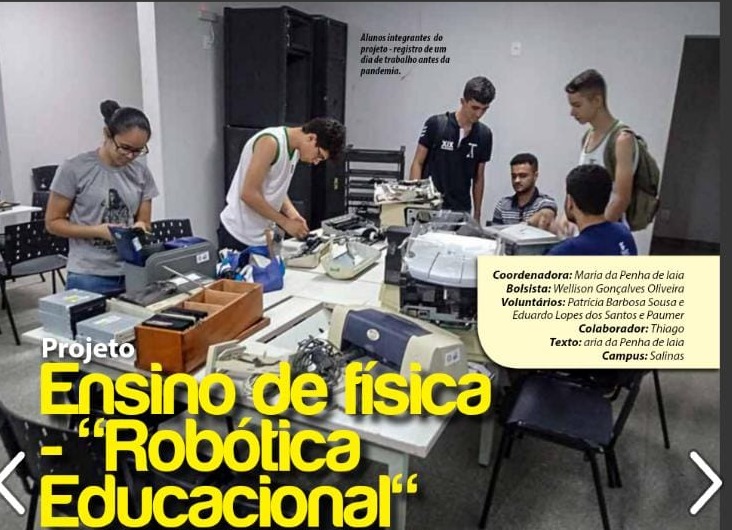 Alunos integrantes do
projeto - registro de um
dia de trabalho antes da
pandemia.
XIX
Coordenadora: Maria da Penha de Iaia
Bolsista: Wellison Gonçalves Oliveira
Voluntários: Patrícia Barbosa Sousa e
Eduardo Lopes dos Santos e Paumer
Colaborador: Thiago
Texto: aria da Penha de Iaia
Campus: Salinas
Projeto
Ensino de física
- “Robótica
Educacional“